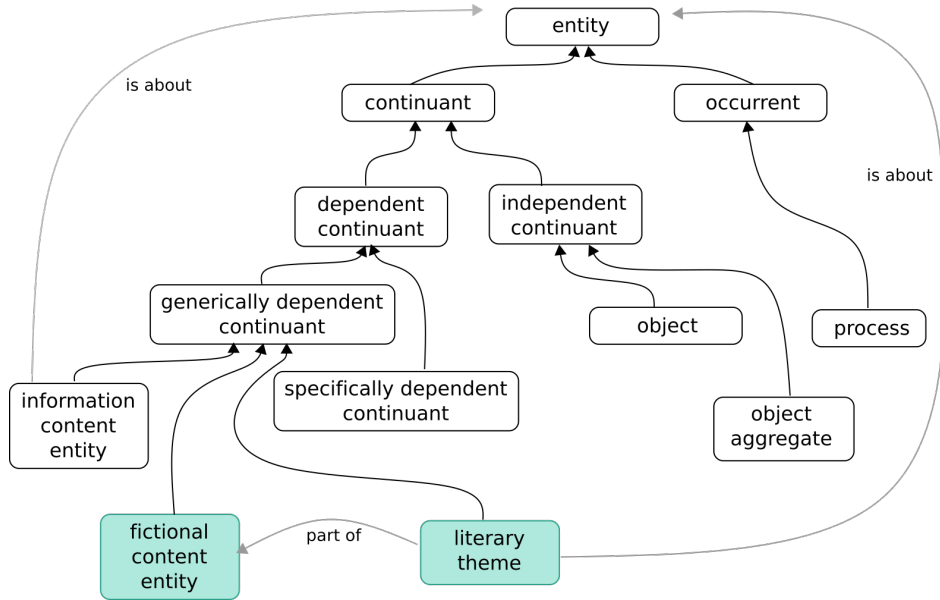 entity
is about
continuant
occurrent
is about
dependent
continuant
independent
continuant
generically dependent
continuant
object
process
specifically dependent
continuant
information
content
entity
object
aggregate
fictional
content
entity
part of
literary
theme